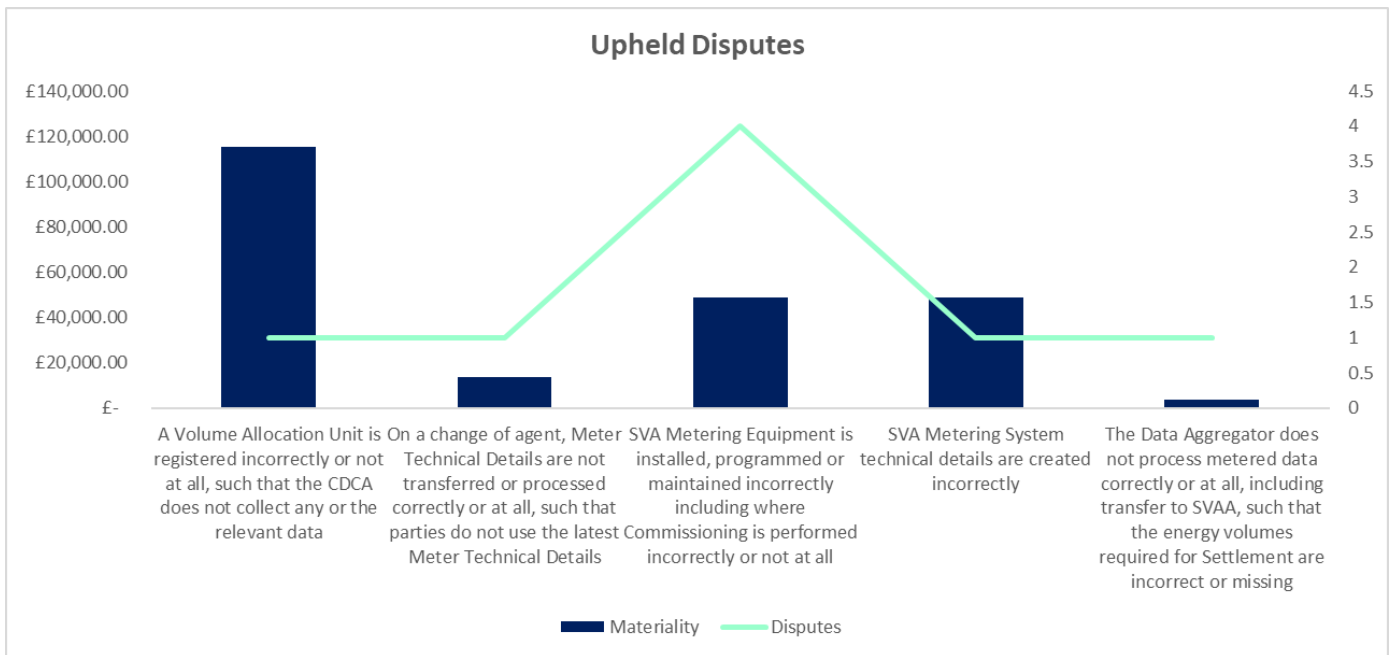 Upheld Disputes
£140,000.00
£120,000.00
£100,000.00
£80,000.00
£60,000.00
£40,000.00
£20,000.00
£-
4.5
4
3.5
3
2.5
2
1.5
1
0.5
0
A Volume Allocation Unit is
registered incorrectly or not
at all, such that the CDCA
does not collect any or the
relevant data
On a change of agent, Meter
Technical Details are not
transferred or processed
correctly or at all, such that
parties do not use the latest
Meter Technical Details
SVA Metering Equipment is
installed, programmed or
maintained incorrectly
including where
Commissioning is performed
incorrectly or not at all
SVA Metering System
technical details are created
incorrectly
The Data Aggregator does
not process metered data
correctly or at all, including
transfer to SVAA, such that
the energy volumes
required for Settlement are
incorrect or missing
Materiality
Disputes